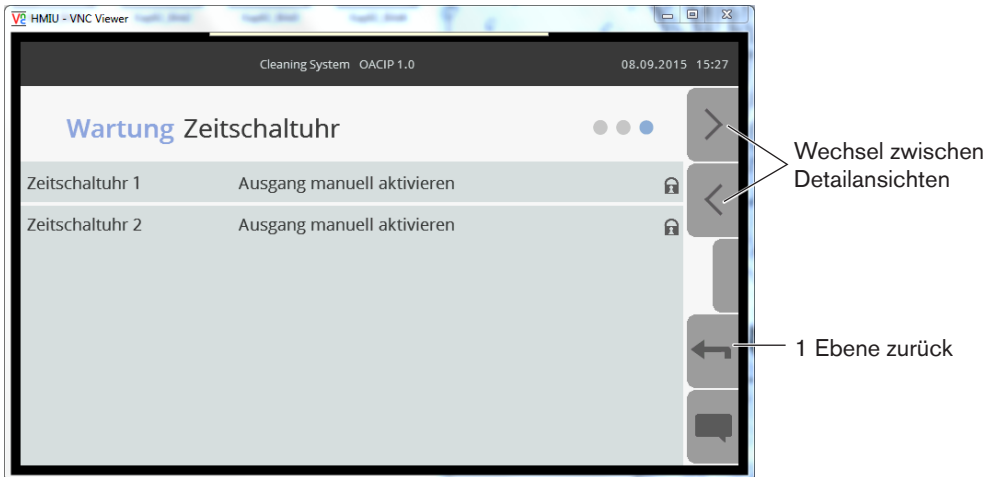 HMIU - VNC Viewer
Cleaning System OACIP 1.0 08.09.2015 15:27
Wartung Zeitschaltuhr
Zeitschaltuhr 1 Ausgang manuell aktivieren
Zeitschaltuhr 2 Ausgang manuell aktivieren
Wechsel zwischen
Detailansichten
1 Ebene zurück